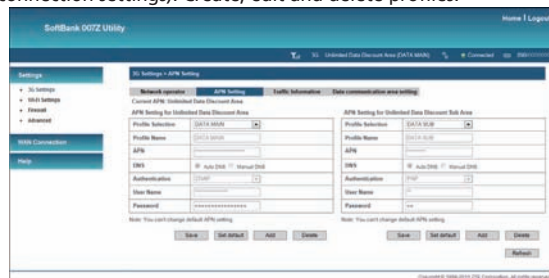 connection settings). Create, edit and delete profiles.
SoftBank 007Z Utility
Home | Logout
3G Unlimited Data Discount Area (DATA MAIN) Connected
Settings
3G Settings
Wi-Fi Settings
Firewall
Advanced
WAN Connection
Help
3G Settings > APN Setting
Network operator
APN Setting
Traffic Information
Data communication area setting
Current APN: Unlimited Data Discount Area
APN Setting for Unlimited Data Discount Area
Profile Selection DATA MAIN
Profile Name DATA MAIN
APN
DNS Auto DNS Manual DNS
Authentication CHAP
User Name
Password
Note: You can't change default APN setting
Save Set default Add Delete
APN Setting for Unlimited Data Discount Sub Area
Profile Selection DATA SUB
Profile Name DATA SUB
APN
DNS Auto DNS Manual DNS
Authentication PAP
User Name
Password
Note: You can't change default APN setting
Save Set default Add Delete
Refresh